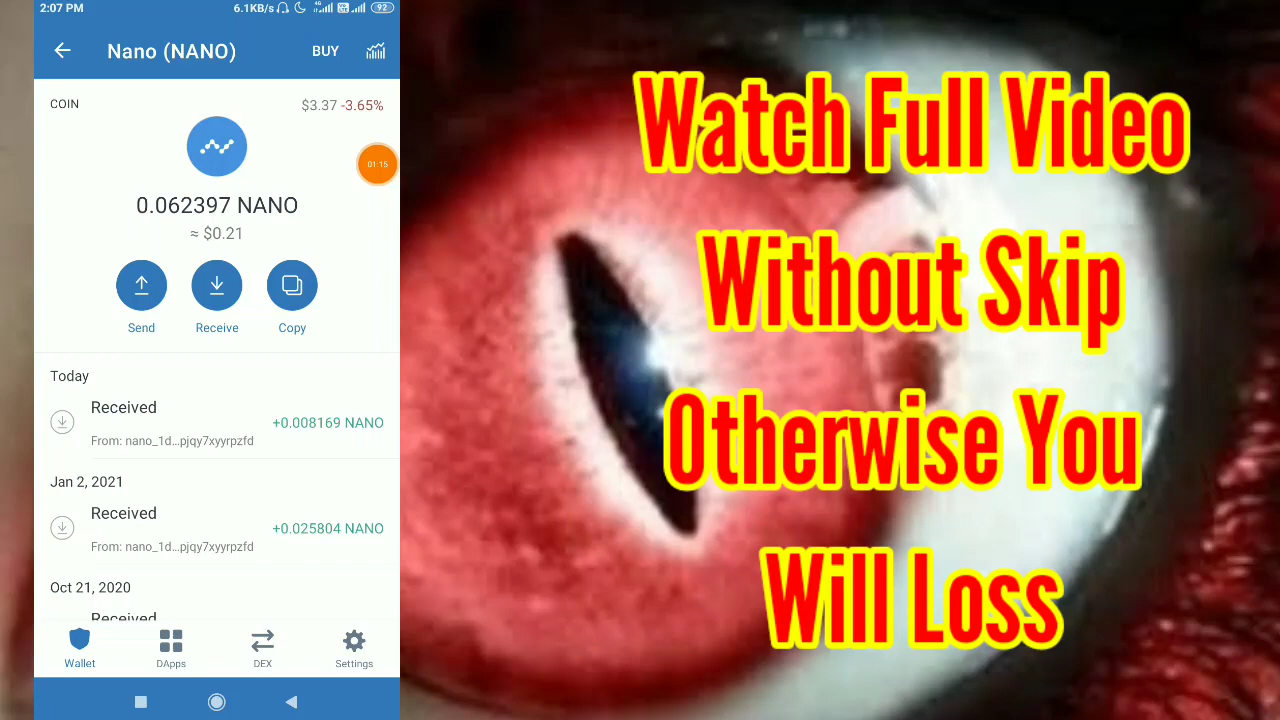 2:07 PM
6.1KB/s
92
Nano (NANO)
BUY
COIN
$3.37 -3.65%
01:15
0.062397 NANO
≈ $0.21
Send
Receive
Copy
Today
Received
+0.008169 NANO
From: nano_1d...pjqy7xyyrpzfd
Jan 2, 2021
Received
+0.025804 NANO
From: nano_1d...pjqy7xyyrpzfd
Oct 21, 2020
Received
Wallet
DApps
DEX
Settings
Watch Full Video
Without Skip
Otherwise You
Will Loss